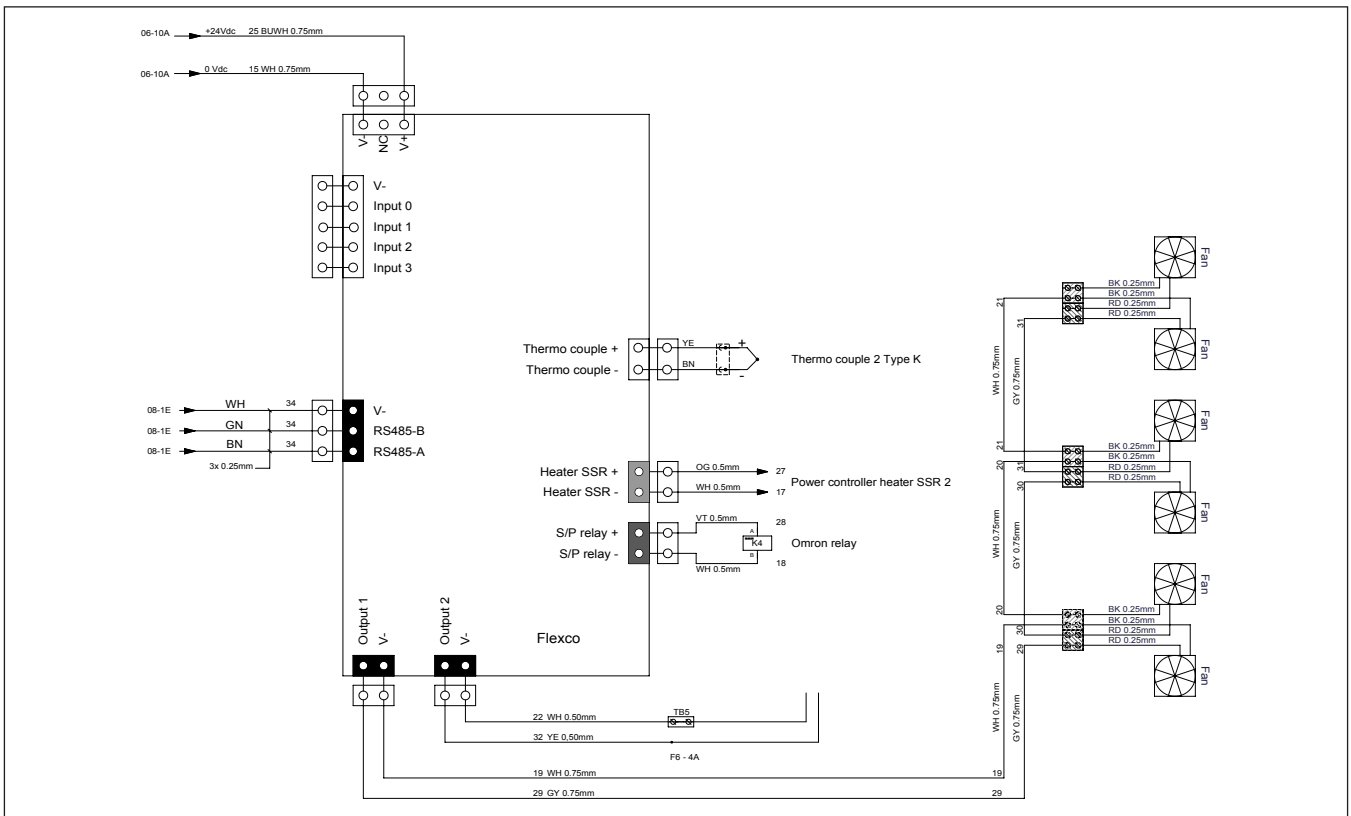 06-10A +24Vdc 25 BUWH 0.75mm
06-10A 0 Vdc 15 WH 0.75mm
V-
NC
V+
V-
Input 0
Input 1
Input 2
Input 3
Thermo couple +
Thermo couple -
YE
BN
+
-
Thermo couple 2 Type K
08-1E WH 34 V-
08-1E GN 34 RS485-B
08-1E BN 34 RS485-A
3x 0.25mm
Heater SSR + OG 0.5mm 27
Heater SSR - WH 0.5mm 17
Power controller heater SSR 2
S/P relay + VT 0.5mm 28
S/P relay - WH 0.5mm 18
A
K4
B
Omron relay
Output 1
V-
Output 2
V-
Flexco
22 WH 0.50mm TB5
32 YE 0,50mm
F6 - 4A
19 WH 0.75mm 19
29 GY 0.75mm 29
Fan
BK 0.25mm
BK 0.25mm
RD 0.25mm
RD 0.25mm
21
31
Fan
WH 0.75mm
GY 0.75mm
Fan
21
20
31
30
BK 0.25mm
BK 0.25mm
RD 0.25mm
RD 0.25mm
Fan
WH 0.75mm
GY 0.75mm
Fan
20
19
30
29
BK 0.25mm
BK 0.25mm
RD 0.25mm
RD 0.25mm
Fan
WH 0.75mm
GY 0.75mm